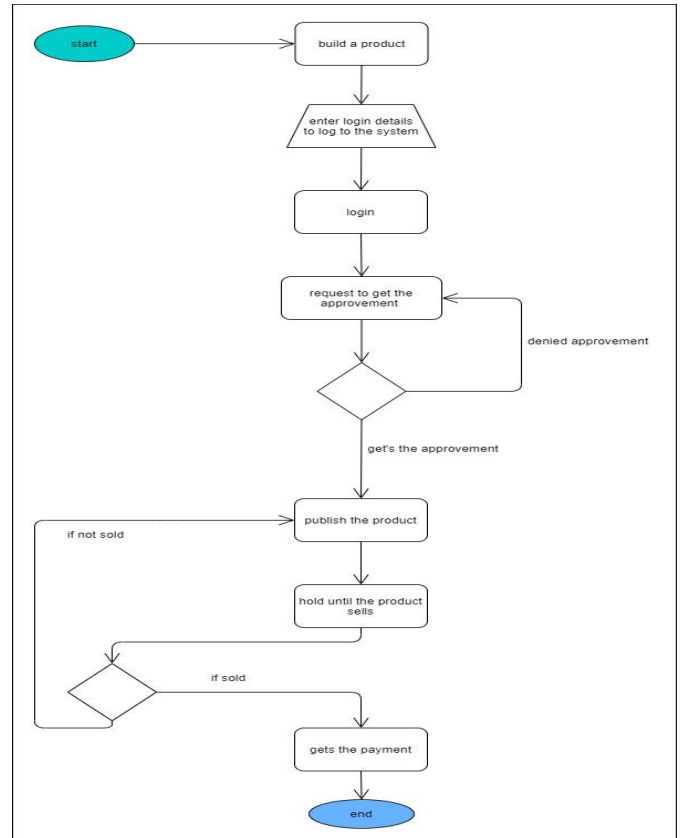 start
build a product
enter login details
to log to the system
login
request to get the
approvement
denied approvement
get's the approvement
publish the product
if not sold
hold until the product
sells
if sold
gets the payment
end